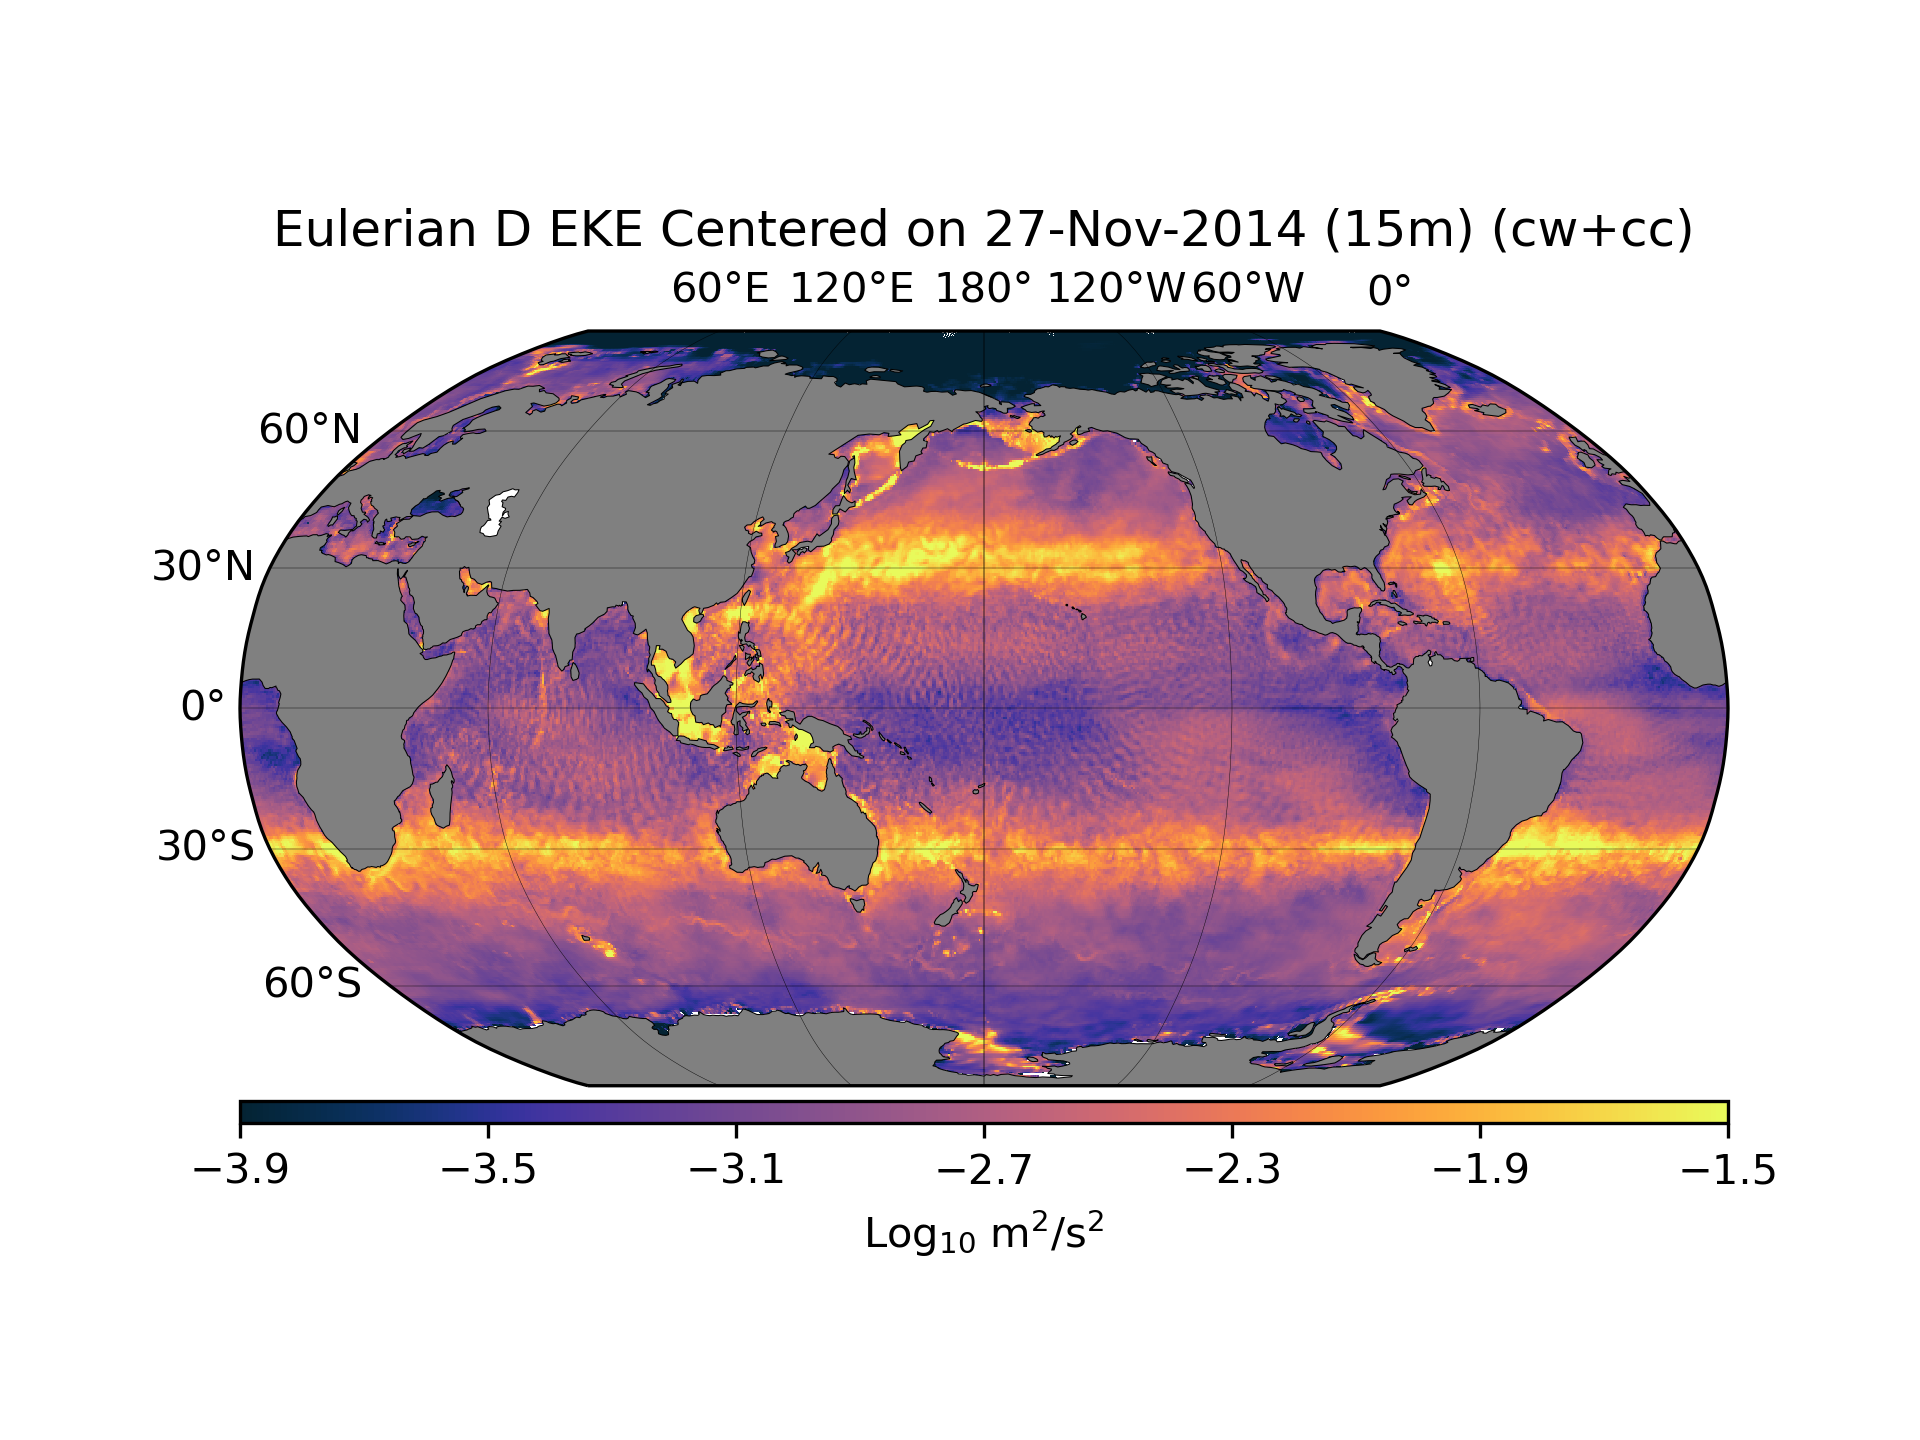 Eulerian D EKE Centered on 27-Nov-2014 (15m) (cw+cc)
60°E 120°E 180° 120°W 60°W 0°
60°N
30°N
0°
30°S
60°S
−3.9 −3.5 −3.1 −2.7 −2.3 −1.9 −1.5
Log₁₀ m²/s²